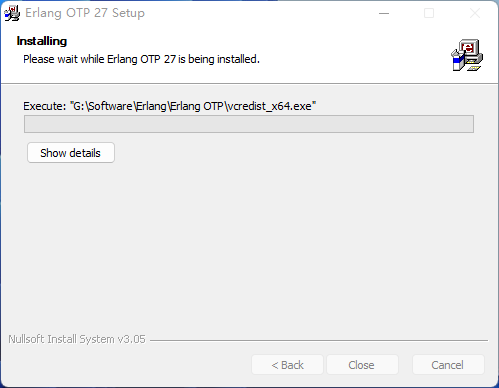 Erlang OTP 27 Setup
Installing
Please wait while Erlang OTP 27 is being installed.
Execute: "G:\Software\Erlang\Erlang OTP\vcredist_x64.exe"
Show details
Nullsoft Install System v3.05
< Back
Close
Cancel